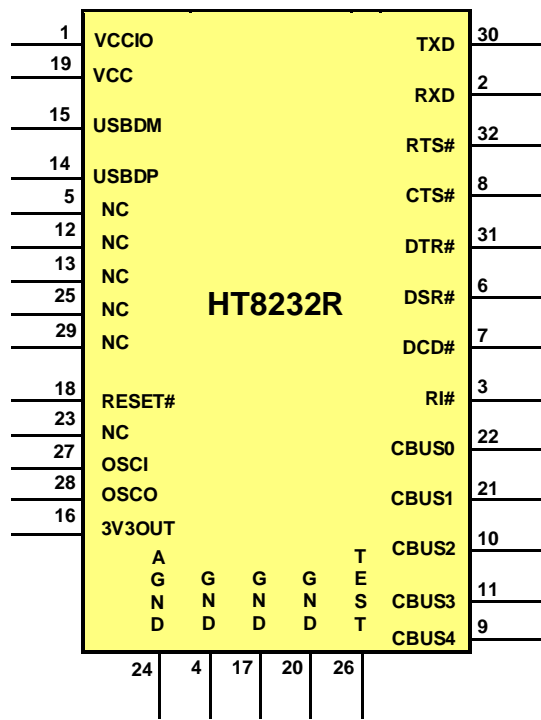 1 VCCIO
19 VCC
15 USBDM
14 USBDP
5 NC
12 NC
13 NC
25 NC
29 NC
18 RESET#
23 NC
27 OSCI
28 OSCO
16 3V3OUT
HT8232R
TXD 30
RXD 2
RTS# 32
CTS# 8
DTR# 31
DSR# 6
DCD# 7
RI# 3
CBUS0 22
CBUS1 21
CBUS2 10
CBUS3 11
CBUS4 9
AGND 24
GND 4
GND 17
GND 20
TEST 26